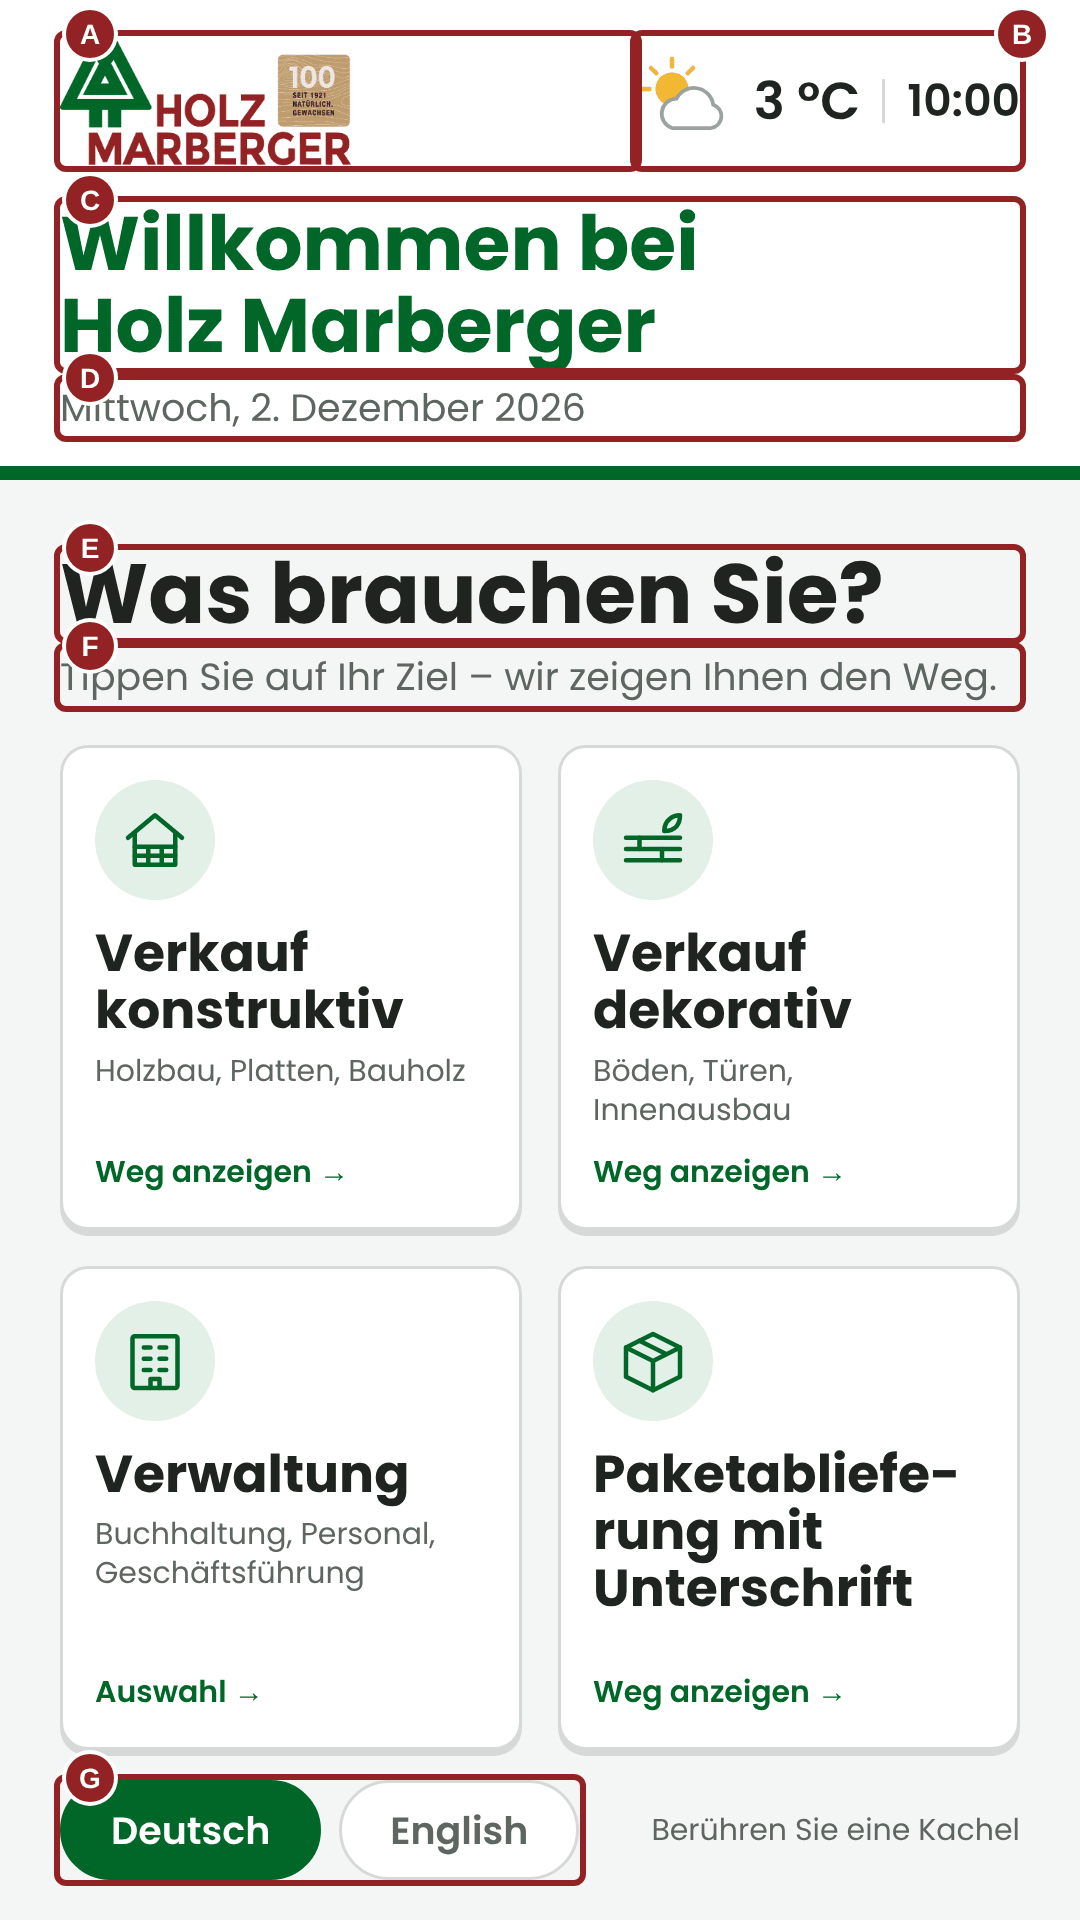 A
B
100
SEIT 1921
NATÜRLICH.
GEWACHSEN
HOLZ
MARBERGER
3 °C
10:00
C
Willkommen bei
Holz Marberger
D
Mittwoch, 2. Dezember 2026
E
Was brauchen Sie?
F
Tippen Sie auf Ihr Ziel – wir zeigen Ihnen den Weg.
Verkauf
konstruktiv
Holzbau, Platten, Bauholz
Weg anzeigen →
Verkauf
dekorativ
Böden, Türen,
Innenausbau
Weg anzeigen →
Verwaltung
Buchhaltung, Personal,
Geschäftsführung
Auswahl →
Paketabliefe-
rung mit
Unterschrift
Weg anzeigen →
G
Deutsch
English
Berühren Sie eine Kachel